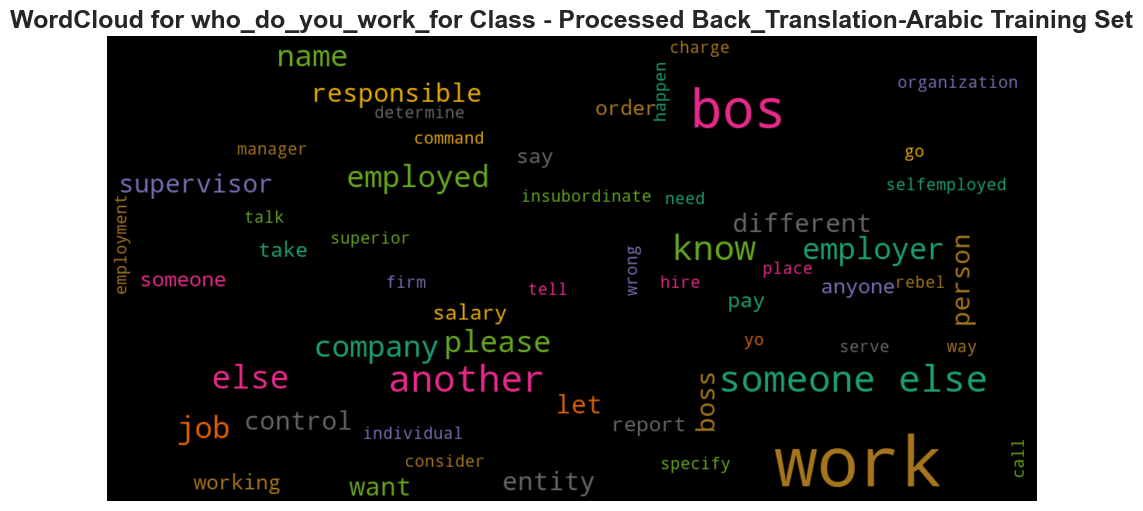 WordCloud for who_do_you_work_for Class - Processed Back_Translation-Arabic Training Set
name
charge
responsible
determine
order
happen
bos
organization
command
manager
say
go
supervisor
employed
insubordinate
need
selfemployed
employment
talk
take
superior
different
know
employer
person
someone
firm
tell
wrong
hire
place
anyone
rebel
salary
pay
company
please
yo
serve
way
else
another
let
boss
someone else
job
control
individual
report
work
call
working
consider
want
entity
specify